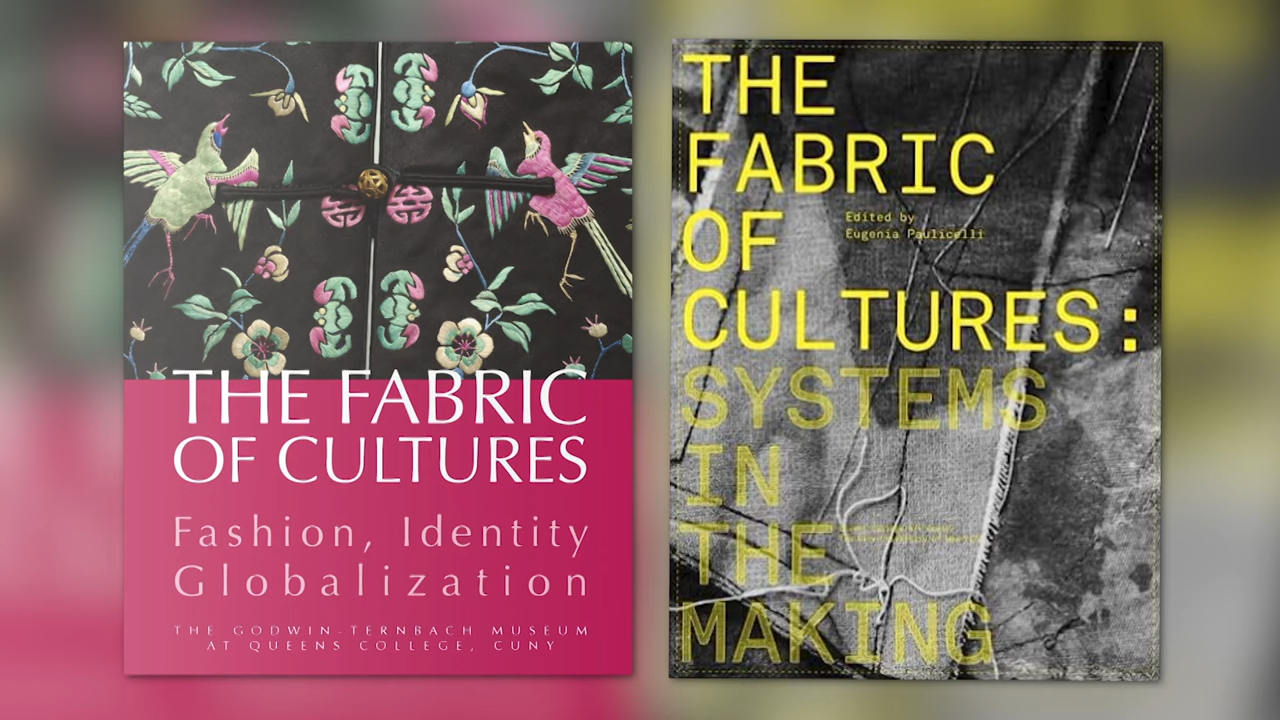 THE FABRIC
OF CULTURES
Fashion, Identity
Globalization
THE GODWIN-TERNBACH MUSEUM
AT QUEENS COLLEGE, CUNY
THE
FABRIC
OF
Edited by
Eugenia Paulicelli
CULTURES:
SYSTEMS
IN
THE
MAKING